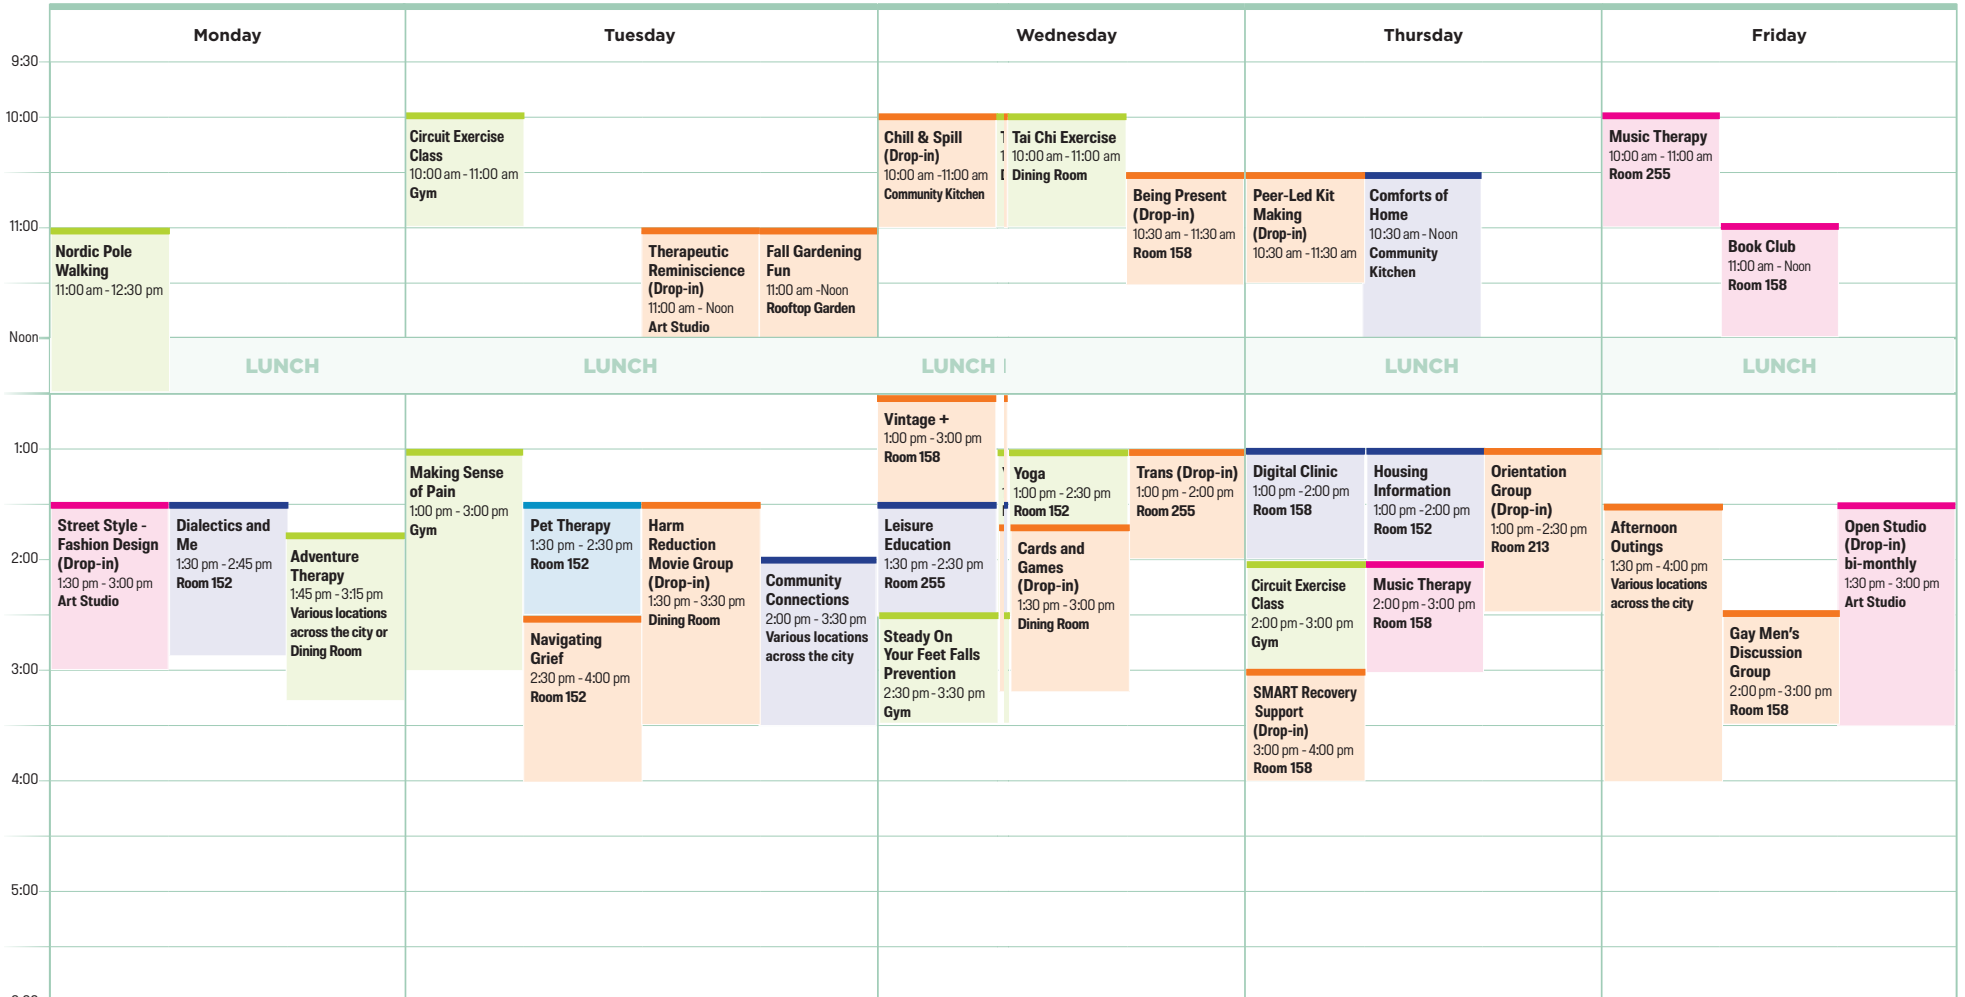 Monday
Tuesday
Wednesday
Thursday
Friday
9:30
10:00
11:00
Noon
1:00
2:00
3:00
4:00
5:00
Nordic Pole
Walking
11:00 am - 12:30 pm
LUNCH
Street Style -
Fashion Design
(Drop-in)
1:30 pm - 3:00 pm
Art Studio
Dialectics and
Me
1:30 pm - 2:45 pm
Room 152
Adventure
Therapy
1:45 pm - 3:15 pm
Various locations
across the city or
Dining Room
Circuit Exercise
Class
10:00 am - 11:00 am
Gym
Therapeutic
Reminiscience
(Drop-in)
11:00 am - Noon
Art Studio
Fall Gardening
Fun
11:00 am -Noon
Rooftop Garden
LUNCH
Making Sense
of Pain
1:00 pm - 3:00 pm
Gym
Pet Therapy
1:30 pm - 2:30 pm
Room 152
Navigating
Grief
2:30 pm - 4:00 pm
Room 152
Harm
Reduction
Movie Group
(Drop-in)
1:30 pm - 3:30 pm
Dining Room
Community
Connections
2:00 pm - 3:30 pm
Various locations
across the city
Chill & Spill
(Drop-in)
10:00 am -11:00 am
Community Kitchen
Tai Chi Exercise
10:00 am - 11:00 am
Dining Room
Being Present
(Drop-in)
10:30 am - 11:30 am
Room 158
LUNCH
Vintage +
1:00 pm - 3:00 pm
Room 158
Leisure
Education
1:30 pm - 2:30 pm
Room 255
Steady On
Your Feet Falls
Prevention
2:30 pm - 3:30 pm
Gym
Yoga
1:00 pm - 2:30 pm
Room 152
Cards and
Games
(Drop-in)
1:30 pm - 3:00 pm
Dining Room
Trans (Drop-in)
1:00 pm - 2:00 pm
Room 255
Peer-Led Kit
Making
(Drop-in)
10:30 am - 11:30 am
Comforts of
Home
10:30 am - Noon
Community
Kitchen
LUNCH
Digital Clinic
1:00 pm - 2:00 pm
Room 158
Circuit Exercise
Class
2:00 pm - 3:00 pm
Gym
SMART Recovery
Support
(Drop-in)
3:00 pm - 4:00 pm
Room 158
Housing
Information
1:00 pm -2:00 pm
Room 152
Music Therapy
2:00 pm - 3:00 pm
Room 158
Orientation
Group
(Drop-in)
1:00 pm - 2:30 pm
Room 213
Music Therapy
10:00 am - 11:00 am
Room 255
Book Club
11:00 am - Noon
Room 158
LUNCH
Afternoon
Outings
1:30 pm - 4:00 pm
Various locations
across the city
Gay Men's
Discussion
Group
2:00 pm - 3:00 pm
Room 158
Open Studio
(Drop-in)
bi-monthly
1:30 pm - 3:00 pm
Art Studio